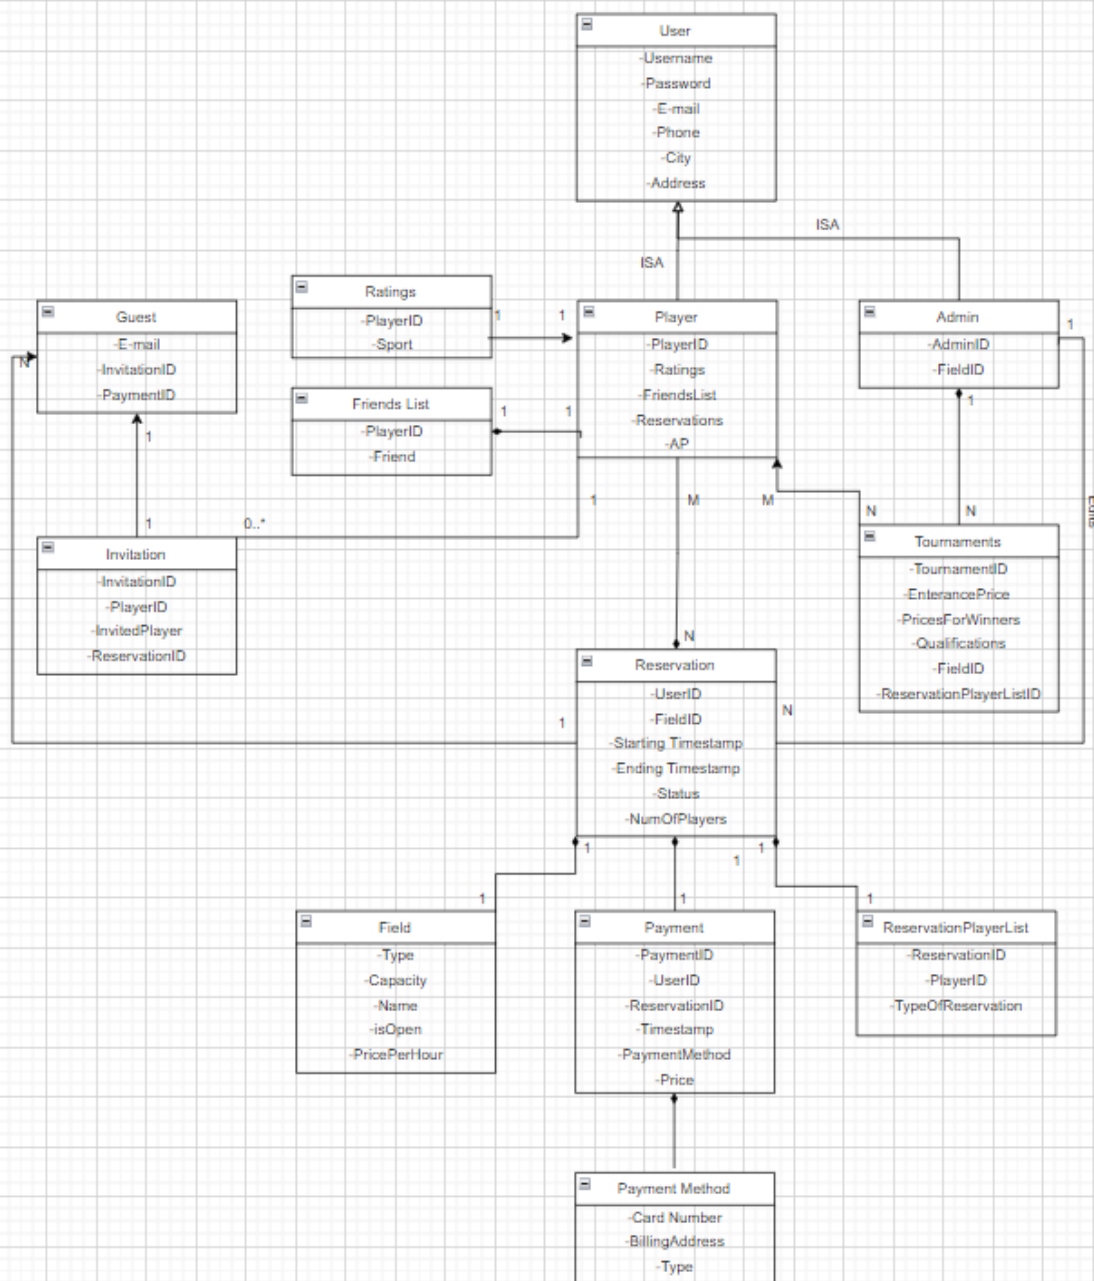 User
-Username
-Password
-E-mail
-Phone
-City
-Address
ISA
ISA
Ratings
-PlayerID
-Sport
1
1
Guest
-E-mail
-InvitationID
-PaymentID
N
Player
-PlayerID
-Ratings
-FriendsList
-Reservations
-AP
Admin
-AdminID
-FieldID
1
1
Friends List
-PlayerID
-Friend
1
1
1
1
0..*
1
M
M
N
N
Edits
Invitation
-InvitationID
-PlayerID
-InvitedPlayer
-ReservationID
Tournaments
-TournamentID
-EnterancePrice
-PricesForWinners
-Qualifications
-FieldID
-ReservationPlayerListID
N
Reservation
-UserID
-FieldID
-Starting Timestamp
-Ending Timestamp
-Status
-NumOfPlayers
1
N
1
1
1
1
1
1
Field
-Type
-Capacity
-Name
-isOpen
-PricePerHour
Payment
-PaymentID
-UserID
-ReservationID
-Timestamp
-PaymentMethod
-Price
ReservationPlayerList
-ReservationID
-PlayerID
-TypeOfReservation
Payment Method
-Card Number
-BillingAddress
-Type